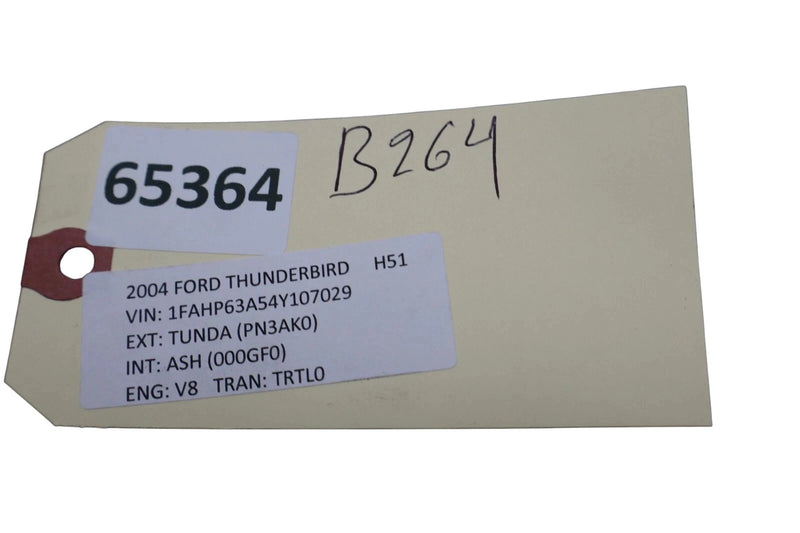 65364
B264
2004 FORD THUNDERBIRD H51
VIN: 1FAHP63A54Y107029
EXT: TUNDA (PN3AK0)
INT: ASH (000GF0)
ENG: V8 TRAN: TRTL0